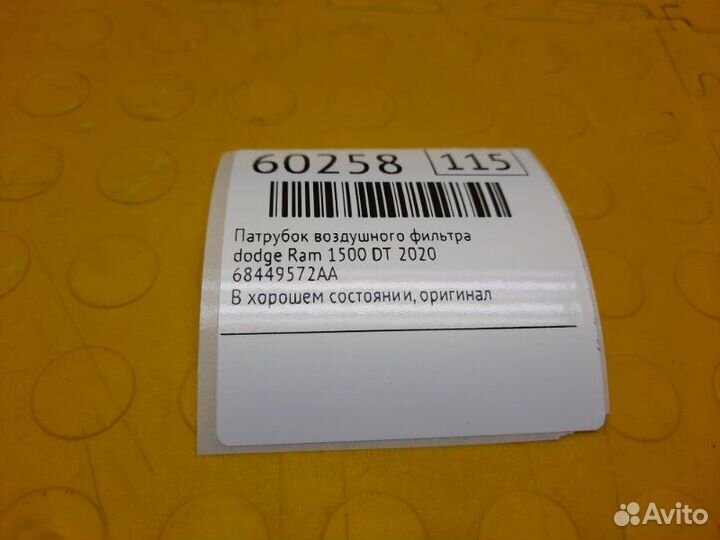 60258 115
Патрубок воздушного фильтра
dodge Ram 1500 DT 2020
68449572AA
В хорошем состоянии, оригинал
Avito